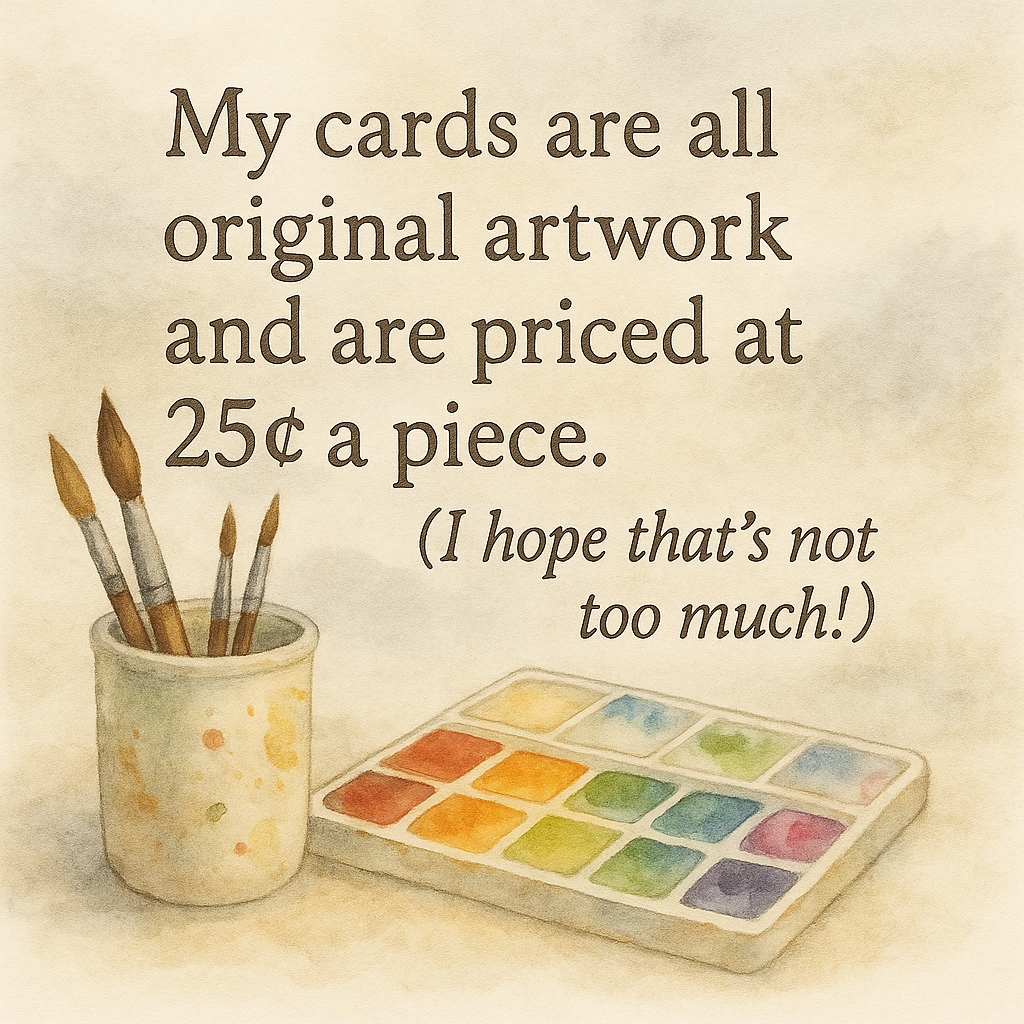 My cards are all
original artwork
and are priced at
25¢ a piece.
(I hope that's not
too much!)